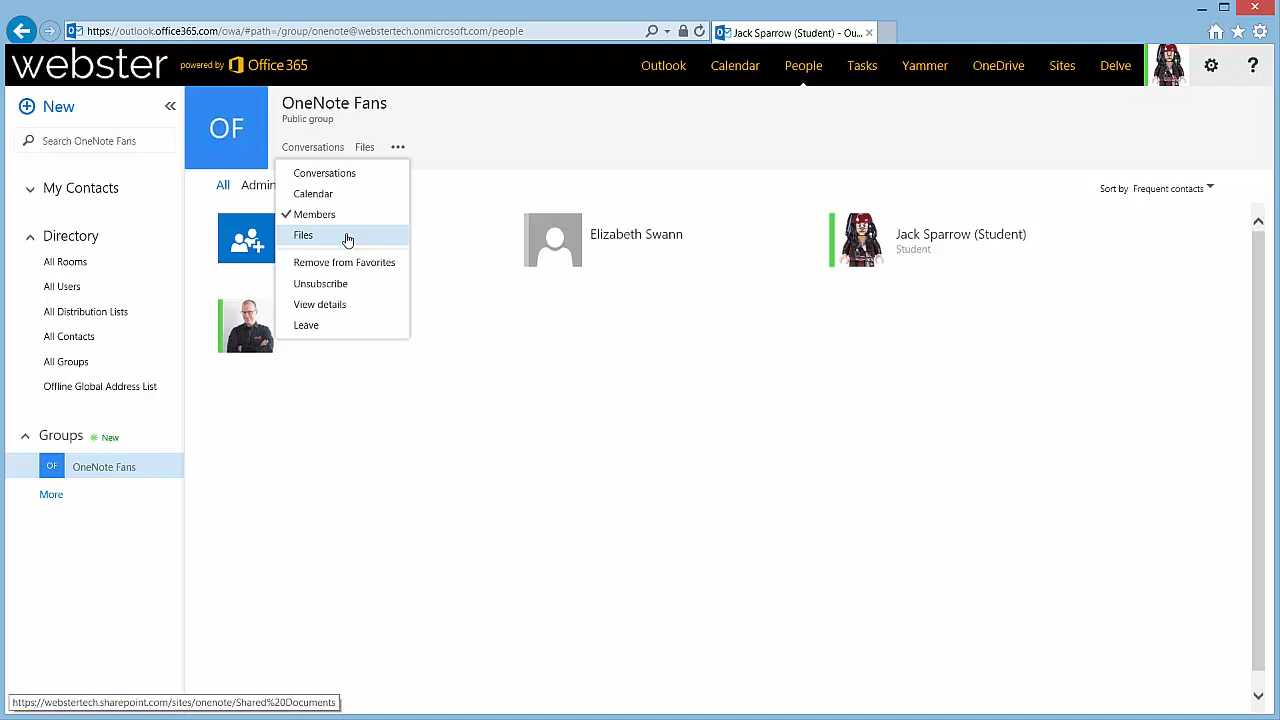 https://outlook.office365.com/owa/#path=/group/onenote@webstertech.onmicrosoft.com/people
Jack Sparrow (Student) - Ou...
webster powered by Office 365
Outlook Calendar People Tasks Yammer OneDrive Sites Delve ?
New
Search OneNote Fans
My Contacts
Directory
All Rooms
All Users
All Distribution Lists
All Contacts
All Groups
Offline Global Address List
Groups New
OF OneNote Fans
More
OF
OneNote Fans
Public group
Conversations Files •••
All Admin
Sort by Frequent contacts
Conversations
Calendar
Members
Files
Remove from Favorites
Unsubscribe
View details
Leave
Elizabeth Swann
Jack Sparrow (Student)
Student
https://webstertech.sharepoint.com/sites/onenote/Shared%20Documents